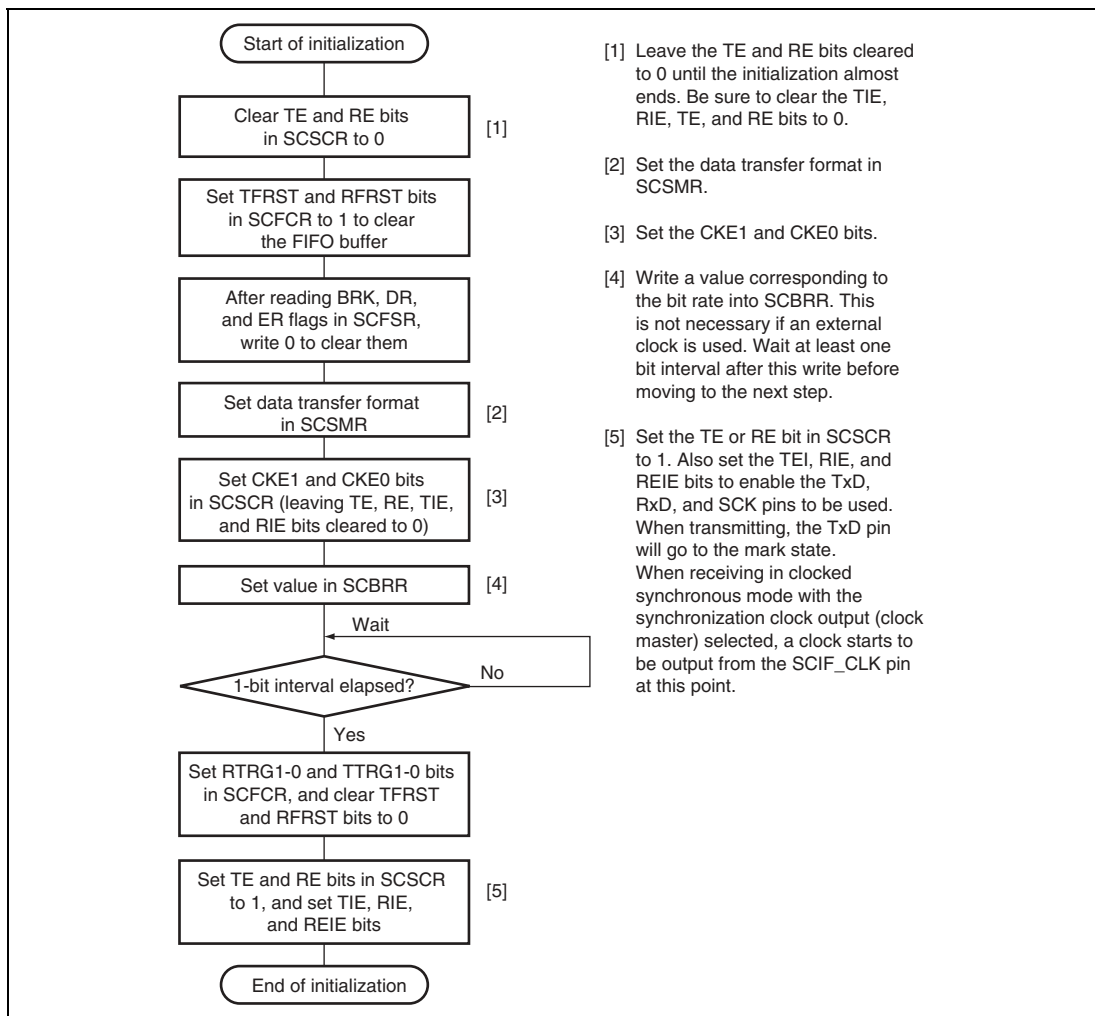 Start of initialization
Clear TE and RE bits
in SCSCR to 0
[1]
Set TFRST and RFRST bits
in SCFCR to 1 to clear
the FIFO buffer
After reading BRK, DR,
and ER flags in SCFSR,
write 0 to clear them
Set data transfer format
in SCSMR
[2]
Set CKE1 and CKE0 bits
in SCSCR (leaving TE, RE, TIE,
and RIE bits cleared to 0)
[3]
Set value in SCBRR
[4]
Wait
1-bit interval elapsed?
No
Yes
Set RTRG1-0 and TTRG1-0 bits
in SCFCR, and clear TFRST
and RFRST bits to 0
Set TE and RE bits in SCSCR
to 1, and set TIE, RIE,
and REIE bits
[5]
End of initialization
[1] Leave the TE and RE bits cleared
to 0 until the initialization almost
ends. Be sure to clear the TIE,
RIE, TE, and RE bits to 0.
[2] Set the data transfer format in
SCSMR.
[3] Set the CKE1 and CKE0 bits.
[4] Write a value corresponding to
the bit rate into SCBRR. This
is not necessary if an external
clock is used. Wait at least one
bit interval after this write before
moving to the next step.
[5] Set the TE or RE bit in SCSCR
to 1. Also set the TEI, RIE, and
REIE bits to enable the TxD,
RxD, and SCK pins to be used.
When transmitting, the TxD pin
will go to the mark state.
When receiving in clocked
synchronous mode with the
synchronization clock output (clock
master) selected, a clock starts to
be output from the SCIF_CLK pin
at this point.